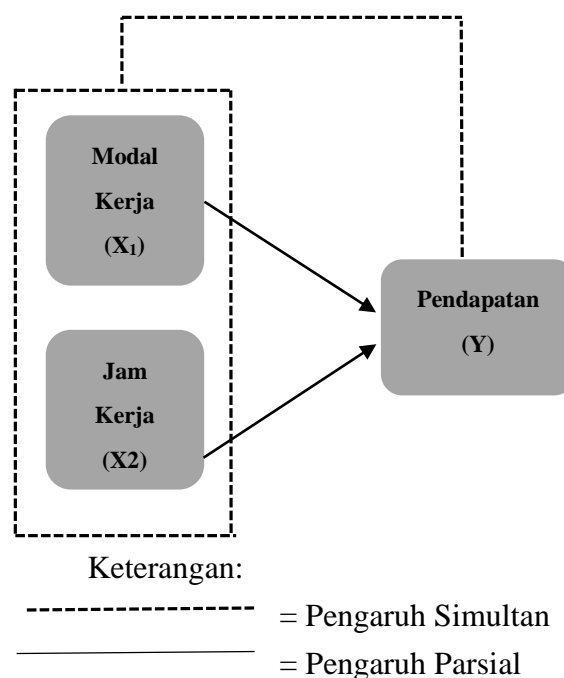 Modal
Kerja
(X₁)
Pendapatan
(Y)
Jam
Kerja
(X2)
Keterangan:
= Pengaruh Simultan
= Pengaruh Parsial